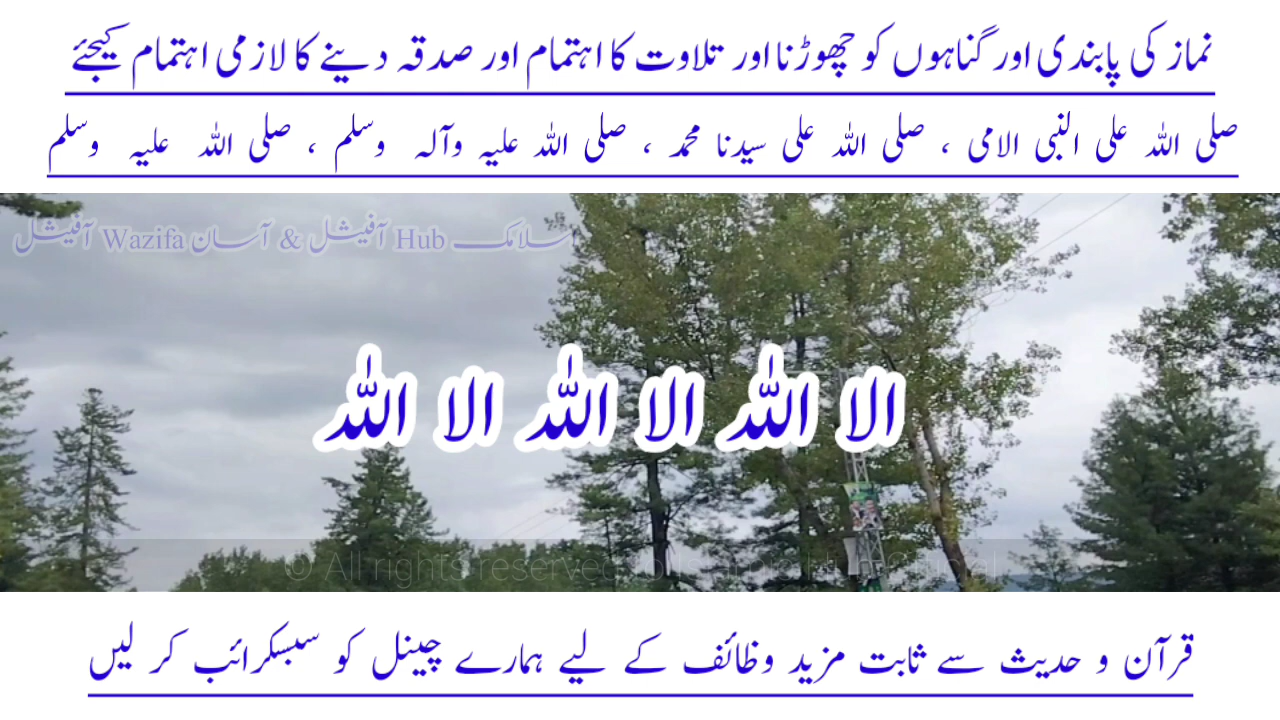 نماز کی پابندی اور گناہوں کو چھوڑنا اور تلاوت کا اہتمام اور صدقہ دینے کا لازمی اہتمام کیجئے
صلی اللہ علی النبی الامی ، صلی اللہ علی سیدنا محمد ، صلی اللہ علیہ وآلہ وسلم ، صلی اللہ علیہ وسلم
اسلامک Hub آفیشل & آسان Wazifa آفیشل
الا اللہ الا اللہ الا اللہ
© All rights reserved
قرآن و حدیث سے ثابت مزید وظائف کے لیے ہمارے چینل کو سبسکرائب کر لیں